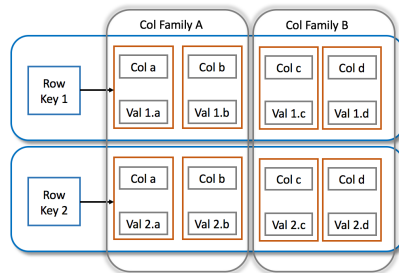 Col Family A Col Family B
Col a Col b Col c Col d
Row
Key 1
Val 1.a Val 1.b Val 1.c Val 1.d
Col a Col b Col c Col d
Row
Key 2
Val 2.a Val 2.b Val 2.c Val 2.d